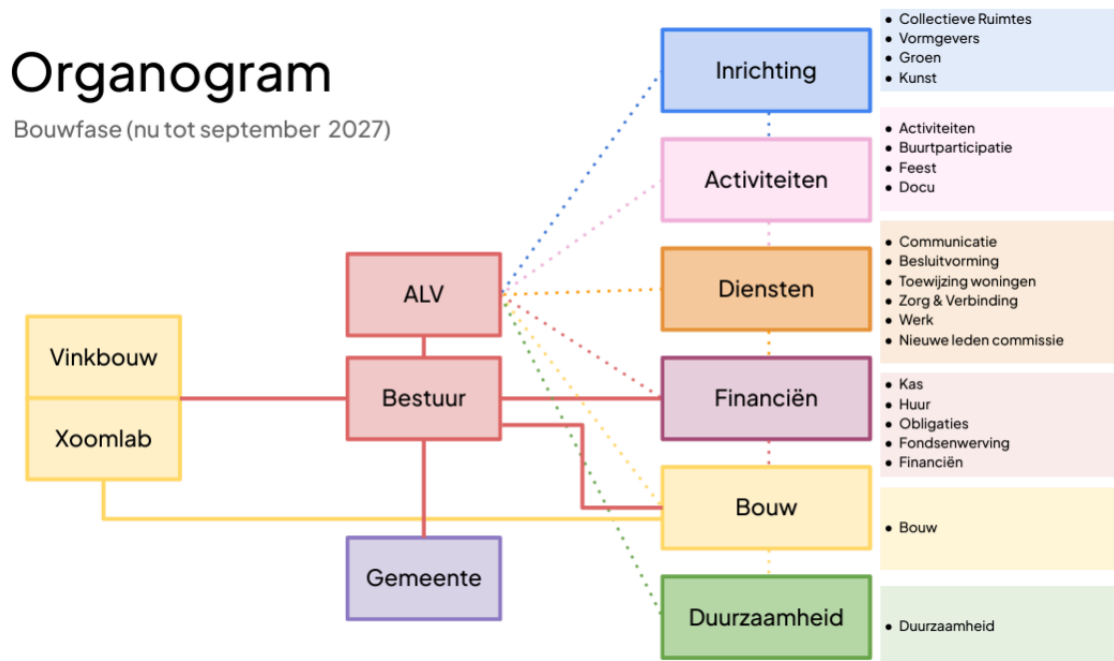 Organogram
Bouwfase (nu tot september 2027)
Vinkbouw
Xoomlab
ALV
Bestuur
Gemeente
Inrichting
• Collectieve Ruimtes
• Vormgevers
• Groen
• Kunst
Activiteiten
• Activiteiten
• Buurtparticipatie
• Feest
• Docu
Diensten
• Communicatie
• Besluitvorming
• Toewijzing woningen
• Zorg & Verbinding
• Werk
• Nieuwe leden commissie
Financiën
• Kas
• Huur
• Obligaties
• Fondsenwerving
• Financiën
Bouw
• Bouw
Duurzaamheid
• Duurzaamheid